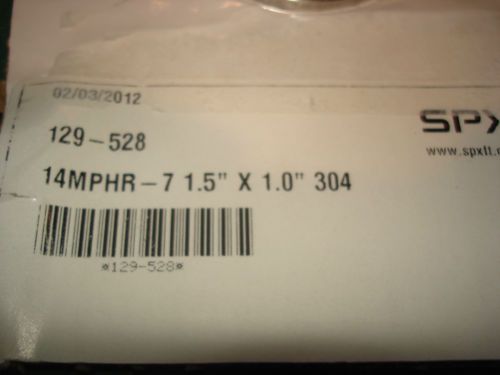 02/03/2012
129-528
SPX
14MPHR-7 1.5" X 1.0" 304
www.spxft.
*129-528*